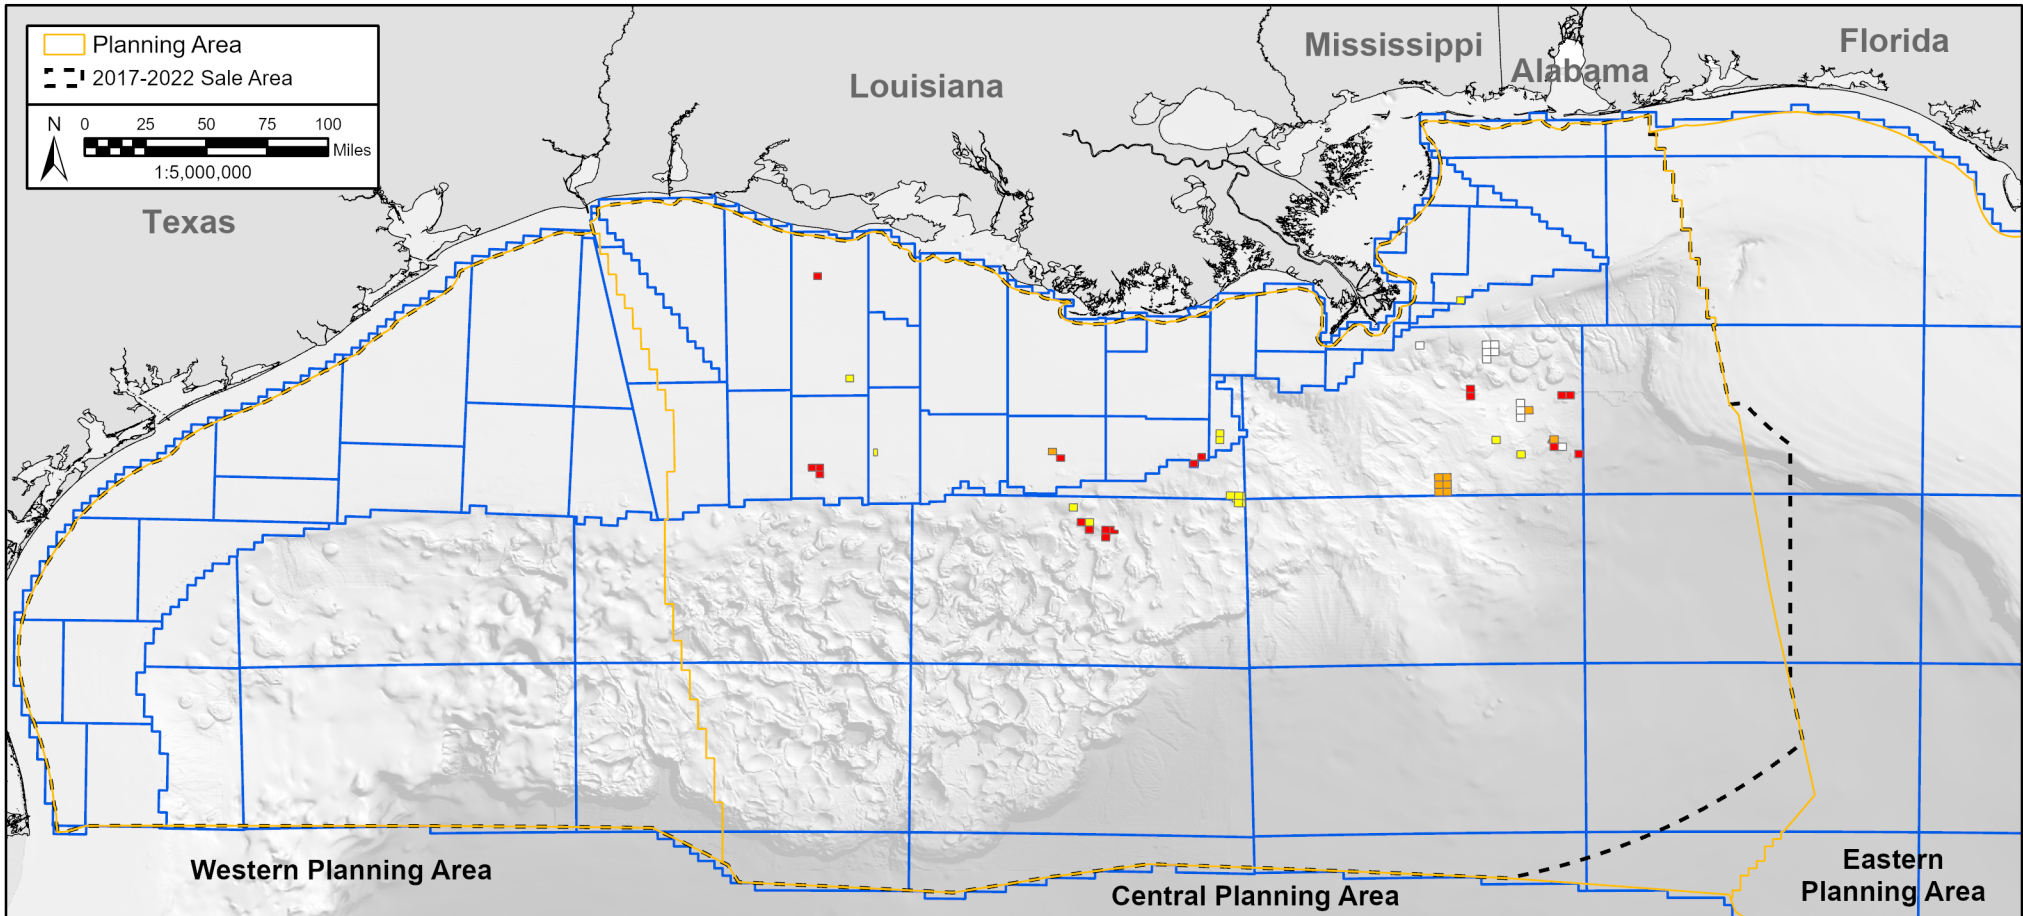 Planning Area
2017-2022 Sale Area
N 0 25 50 75 100
Miles
1:5,000,000
Texas
Louisiana
Mississippi
Alabama
Florida
Western Planning Area
Central Planning Area
Eastern
Planning Area